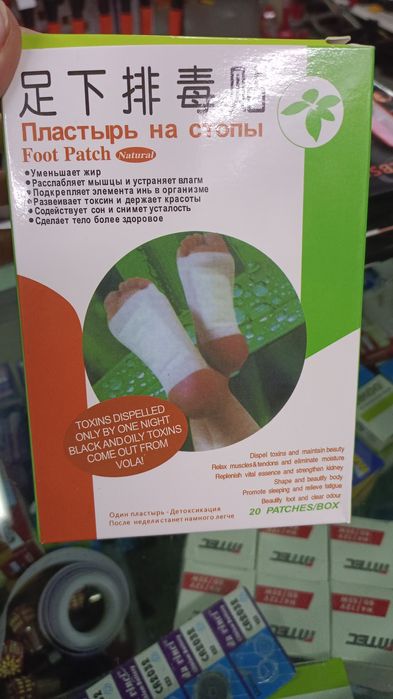 足下排毒贴
Пластырь на стопы
Foot Patch Natural
•Уменьшает жир
•Расслабляет мышцы и устраняет влагм
•Подкрепляет элемента инь в организме
•Развеивает токсин и держает красоты
•Содействует сон и снимет усталость
•Сделает тело более здоровое
TOXINS DISPELLED
ONLY BY ONE NIGHT
BLACK AND OILY TOXINS
COME OUT FROM
VOLA!
Dispel toxins and maintain beauty
Relax muscles&tendons and eliminate moisture
Replenish vital essence and strengthen kidney
Shape and beautify body
Promote sleeping and relieve fatigue
Beautify foot and clear odour
20 PATCHES/BOX
Один пластырь -Детоксикация
После недели станет намного легче
CR2032
CR2032
MTEC